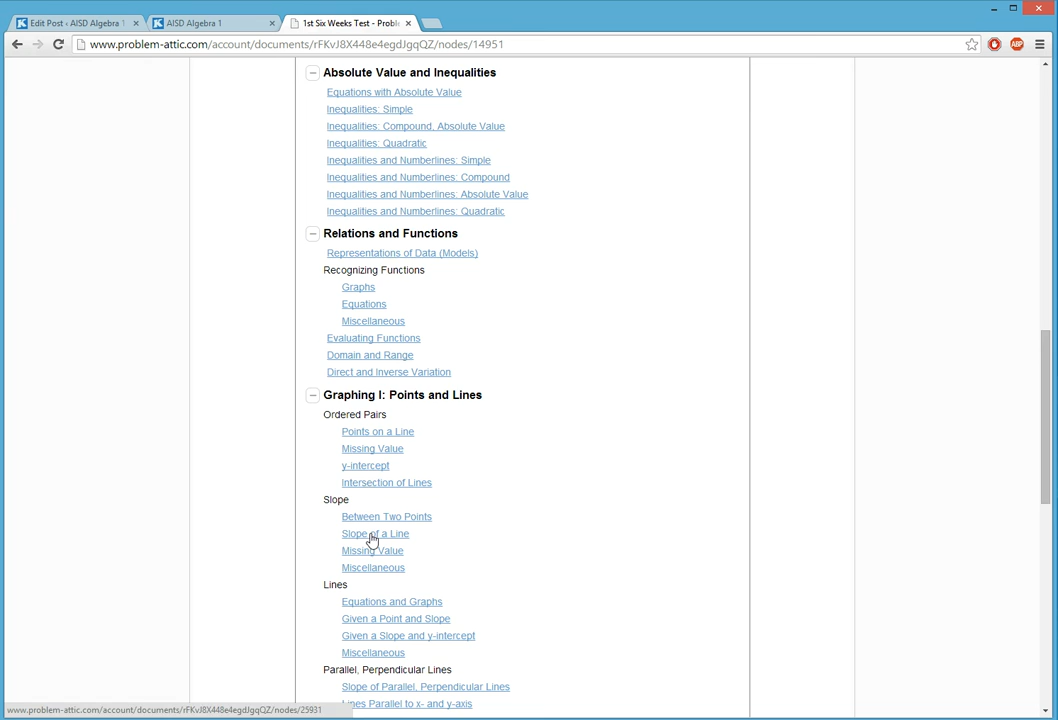 Edit Post ‹ AISD Algebra 1
AISD Algebra 1
1st Six Weeks Test - Proble
www.problem-attic.com/account/documents/rFKvJ8X448e4egdJgqQZ/nodes/14951
ABP
Absolute Value and Inequalities
Equations with Absolute Value
Inequalities: Simple
Inequalities: Compound, Absolute Value
Inequalities: Quadratic
Inequalities and Numberlines: Simple
Inequalities and Numberlines: Compound
Inequalities and Numberlines: Absolute Value
Inequalities and Numberlines: Quadratic
Relations and Functions
Representations of Data (Models)
Recognizing Functions
Graphs
Equations
Miscellaneous
Evaluating Functions
Domain and Range
Direct and Inverse Variation
Graphing I: Points and Lines
Ordered Pairs
Points on a Line
Missing Value
y-intercept
Intersection of Lines
Slope
Between Two Points
Slope of a Line
Missing Value
Miscellaneous
Lines
Equations and Graphs
Given a Point and Slope
Given a Slope and y-intercept
Miscellaneous
Parallel, Perpendicular Lines
Slope of Parallel, Perpendicular Lines
Lines Parallel to x- and y-axis
www.problem-attic.com/account/documents/rFKvJ8X448e4egdJgqQZ/nodes/25931